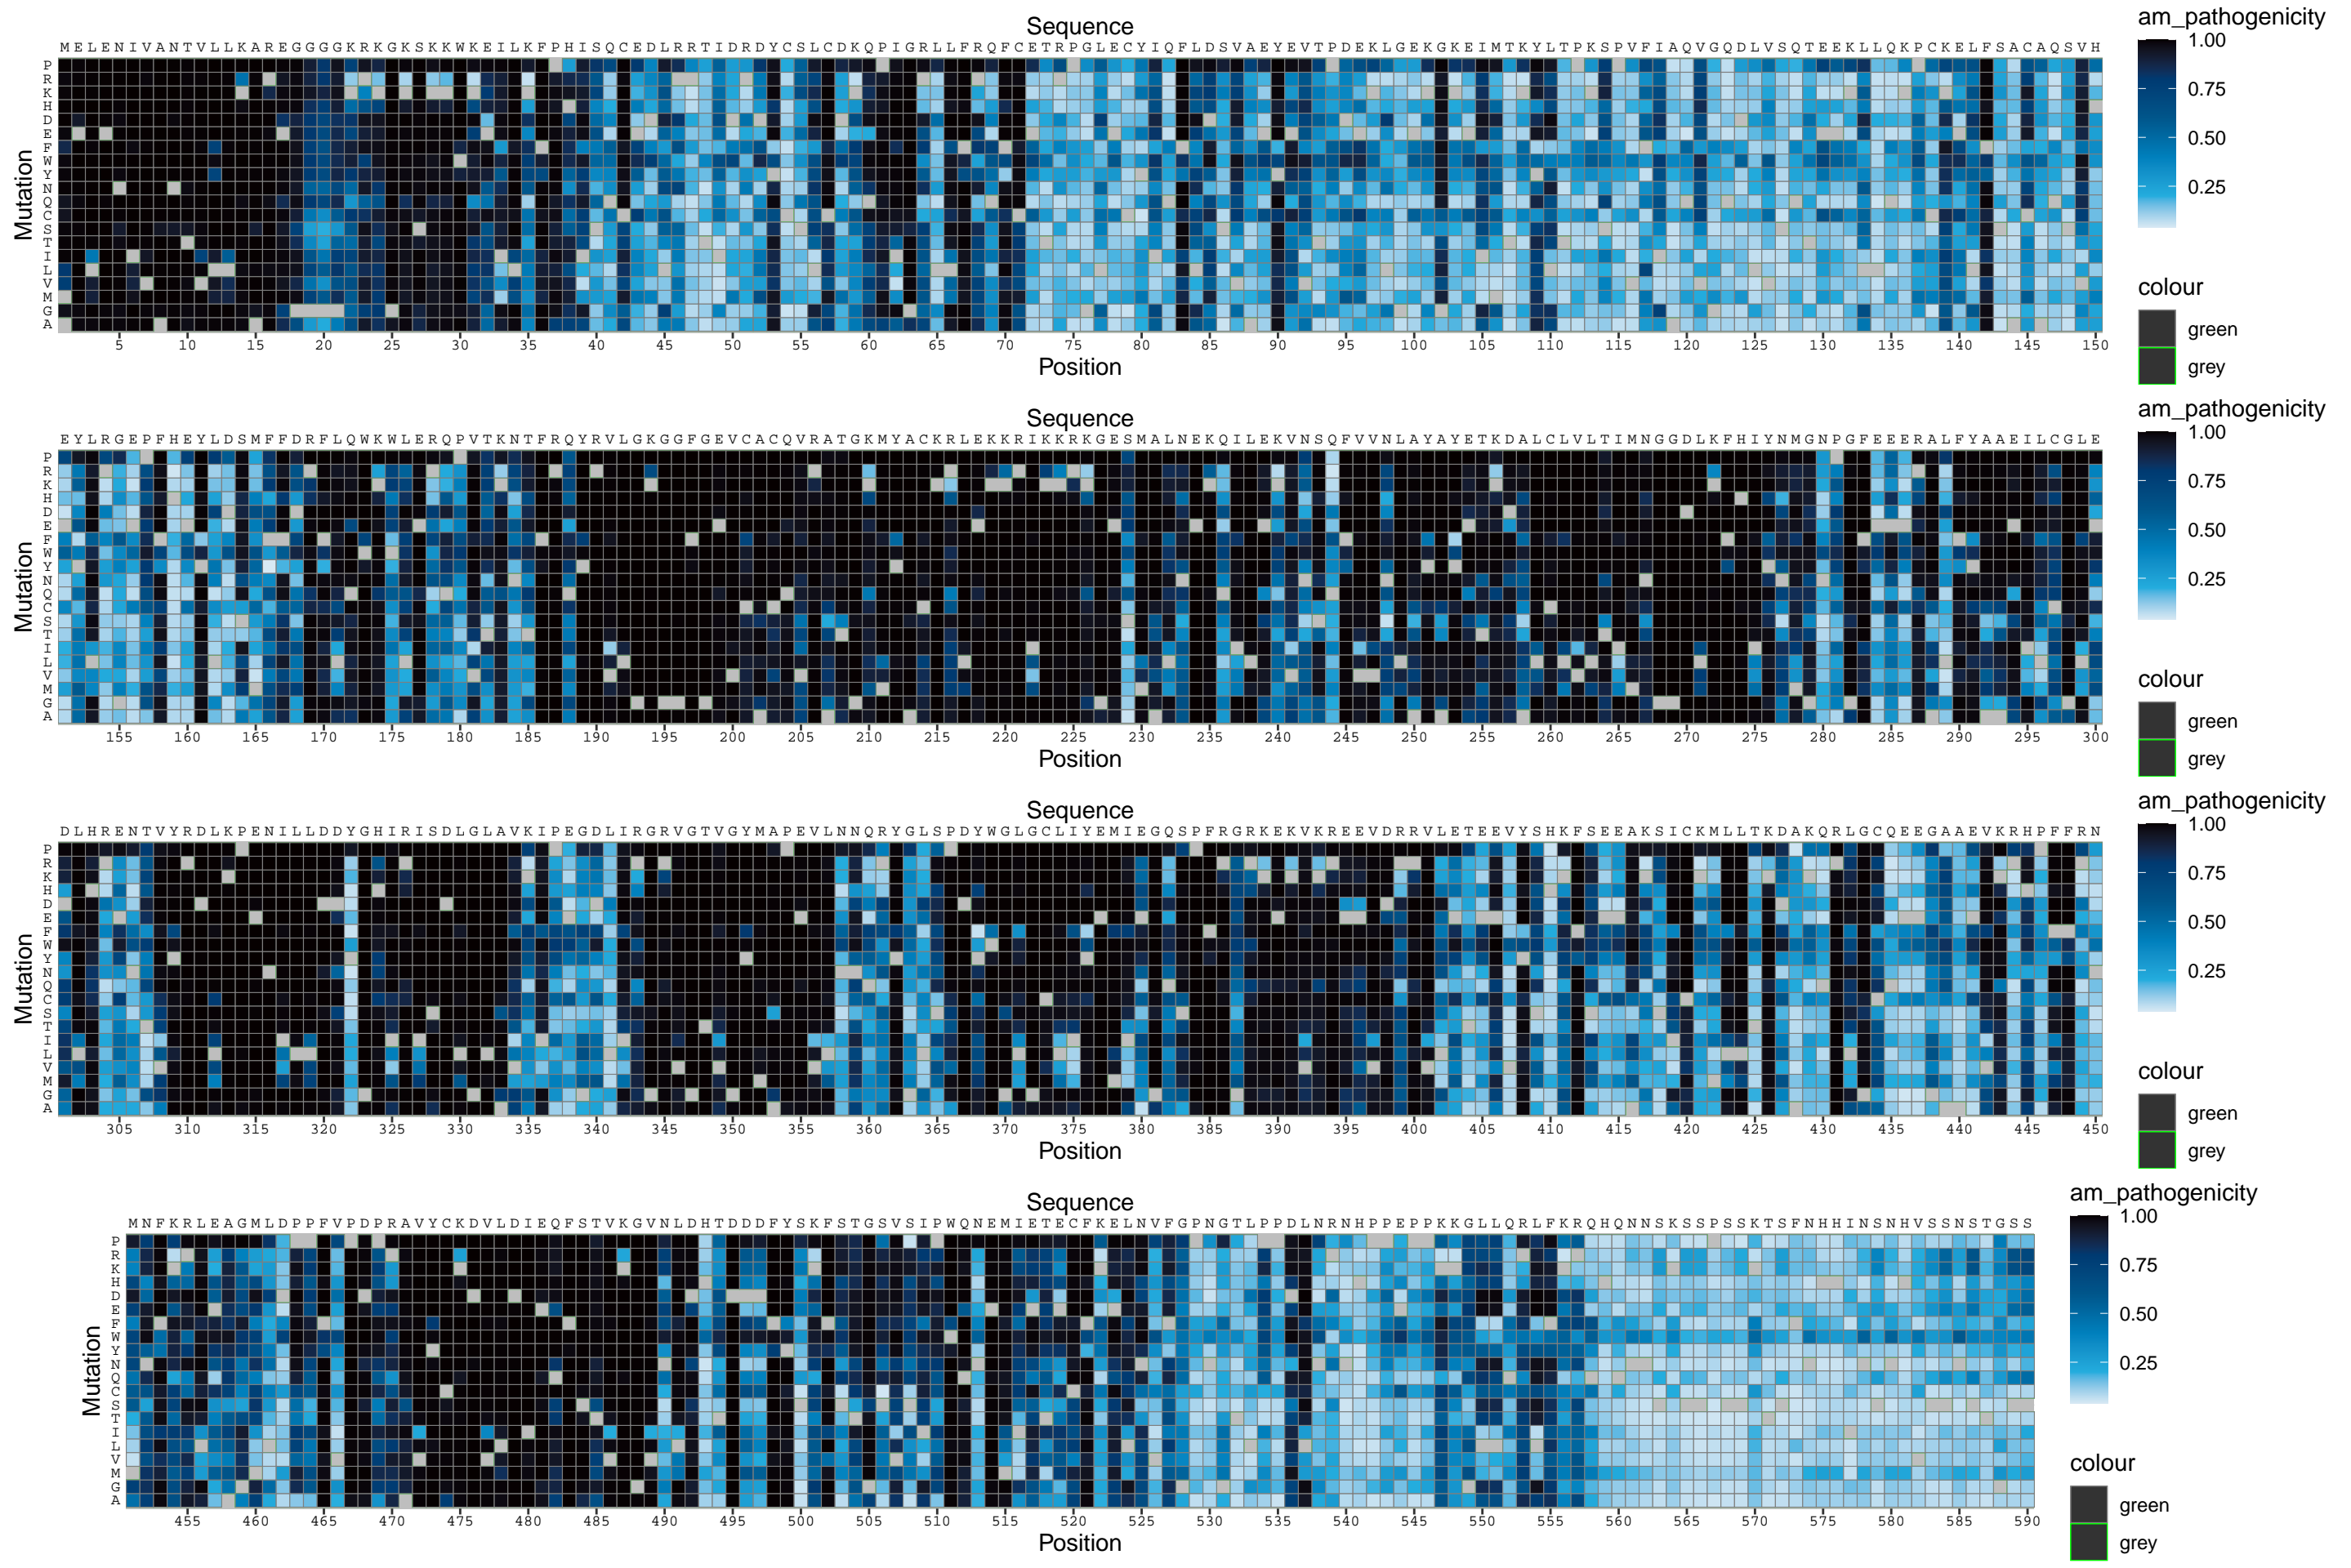 Sequence
MELENIVANTVLLKAREGGGGKRKGKSKKWKEILKFPHISQCEDLRRTIDRDYCSLCDKQPIGRLLFRQFCETRPGLECYIQFLDSVAEYEVTPDEKLGEKGKEIMTKYLTPKSPVFIAQVGQDLVSQTEEKLLQKPCKELFSACAQSVH
Mutation
P
R
K
H
D
E
F
W
Y
N
Q
C
S
T
I
L
V
M
G
A
5 10 15 20 25 30 35 40 45 50 55 60 65 70 75 80 85 90 95 100 105 110 115 120 125 130 135 140 145 150
Position
am_pathogenicity
1.00
0.75
0.50
0.25
colour
green
grey
Sequence
EYLRGEPFHEYLDSMFFDRFLQWKWLERQPVTKNTFRQYRVLGKGGFGEVCACQVRATGKMYACKRLEKKRIKKRKGESMALNEKQILEKVNSQFVVNLAYAYETKDALCLVLTIMNGGDLKFHIYNMGNPGFEEERALFYAAEILCGLE
Mutation
P
R
K
H
D
E
F
W
Y
N
Q
C
S
T
I
L
V
M
G
A
155 160 165 170 175 180 185 190 195 200 205 210 215 220 225 230 235 240 245 250 255 260 265 270 275 280 285 290 295 300
Position
am_pathogenicity
1.00
0.75
0.50
0.25
colour
green
grey
Sequence
DLHRENTVYRDLKPENILLDDYGHIRISDLGLAVKIPEGDLIRGRVGTVGYMAPEVLNNQRYGLSPDYWGLGCLIYEMIEGQSPFRGRKEKVKREEVDRRVLETEEVYSHKFSEEAKSICKMLLTKDAKQRLGCQEEGAAEVKRHPFFRN
Mutation
P
R
K
H
D
E
F
W
Y
N
Q
C
S
T
I
L
V
M
G
A
305 310 315 320 325 330 335 340 345 350 355 360 365 370 375 380 385 390 395 400 405 410 415 420 425 430 435 440 445 450
Position
am_pathogenicity
1.00
0.75
0.50
0.25
colour
green
grey
Sequence
MNFKRLEAGMLDPPFVPDPRAVYCKDVLDIEQFSTVKGVNLDHTDDDFYSKFSTGSVSIPWQNEMIETECFKELNVFGPNGTLPPDLNRNHPPEPPKKGLLQRLFKRQHQNNSKSSPSSKTSFNHHINSNHVSSNSTGSS
Mutation
P
R
K
H
D
E
F
W
Y
N
Q
C
S
T
I
L
V
M
G
A
455 460 465 470 475 480 485 490 495 500 505 510 515 520 525 530 535 540 545 550 555 560 565 570 575 580 585 590
Position
am_pathogenicity
1.00
0.75
0.50
0.25
colour
green
grey